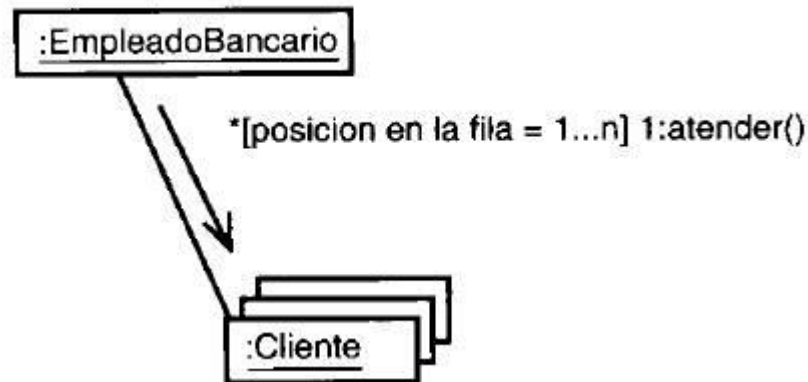 :EmpleadoBancario
*[posicion en la fila = 1...n] 1:atender()
:Cliente